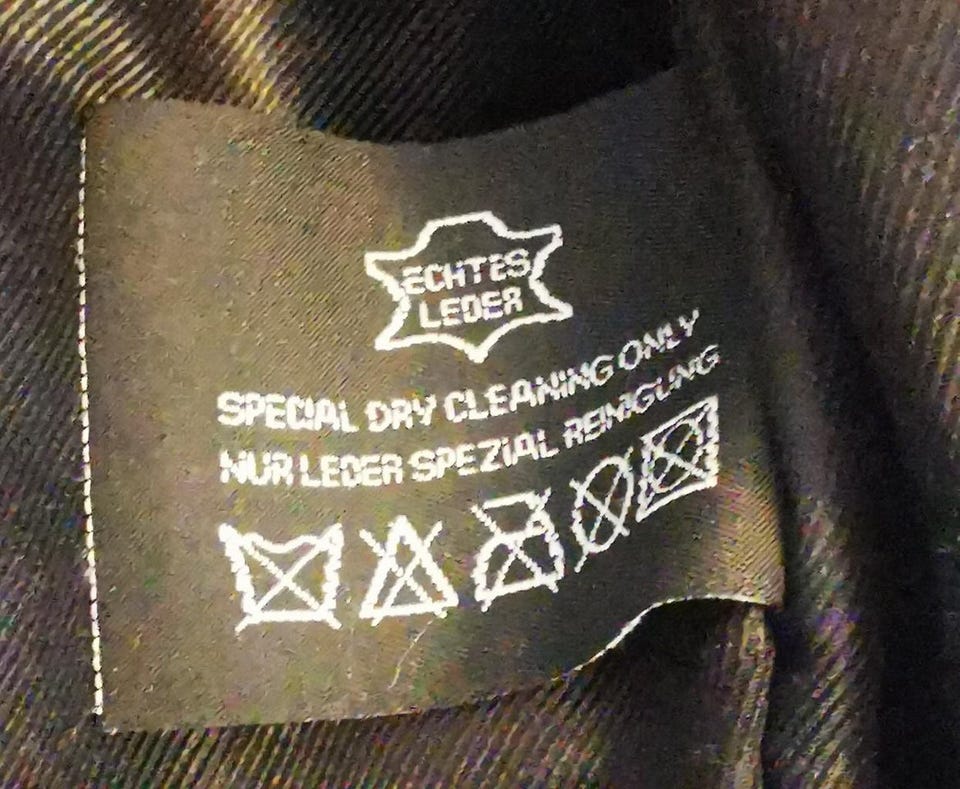 ECHTES
LEDER
SPECIAL DRY CLEANING ONLY
NUR LEDER SPEZIAL REINIGUNG